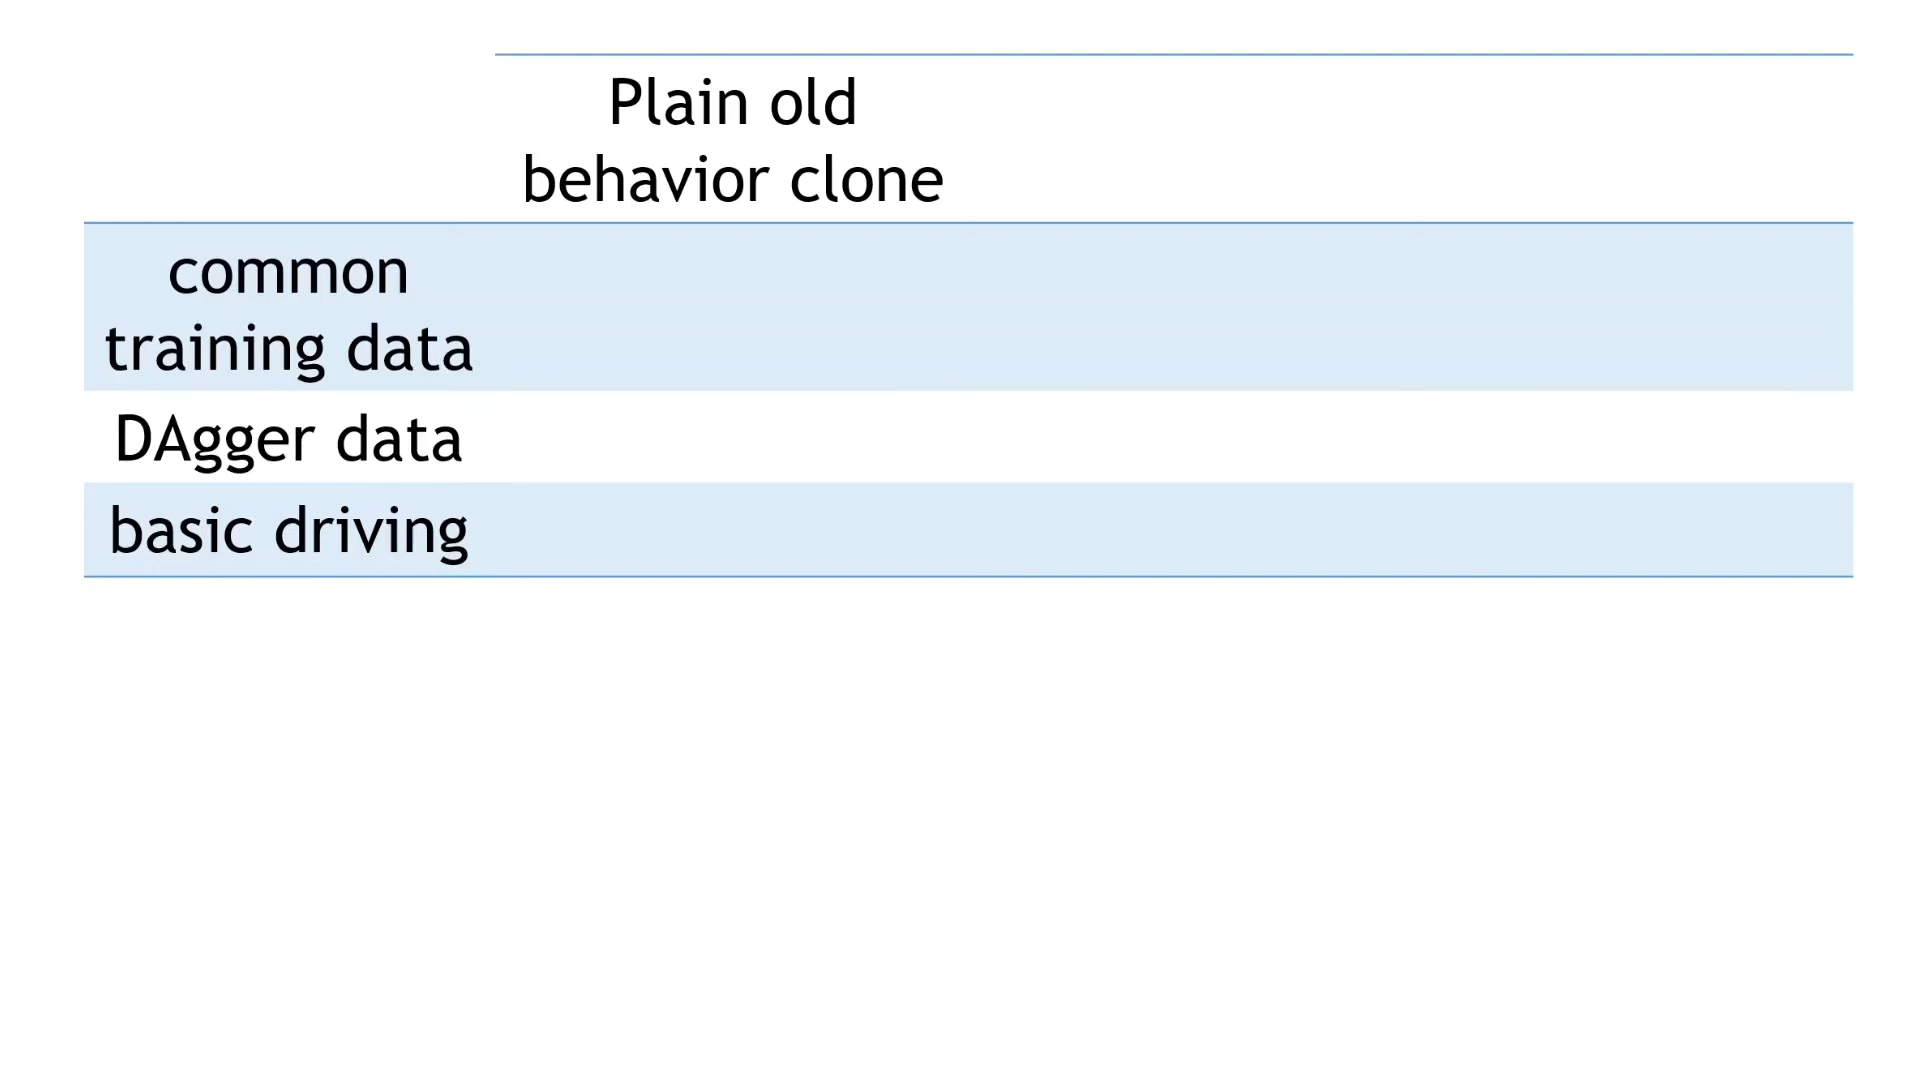 Plain old
behavior clone
common
training data
DAgger data
basic driving